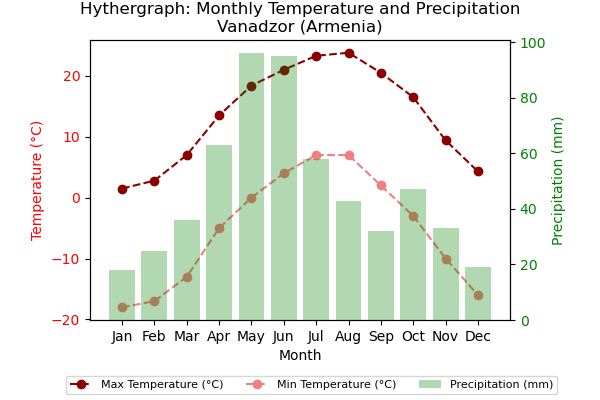 Hythergraph: Monthly Temperature and Precipitation
Vanadzor (Armenia)
20
10
0
−10
−20
Temperature (°C)
100
80
60
40
20
0
Precipitation (mm)
Jan Feb Mar Apr May Jun Jul Aug Sep Oct Nov Dec
Month
Max Temperature (°C) Min Temperature (°C) Precipitation (mm)